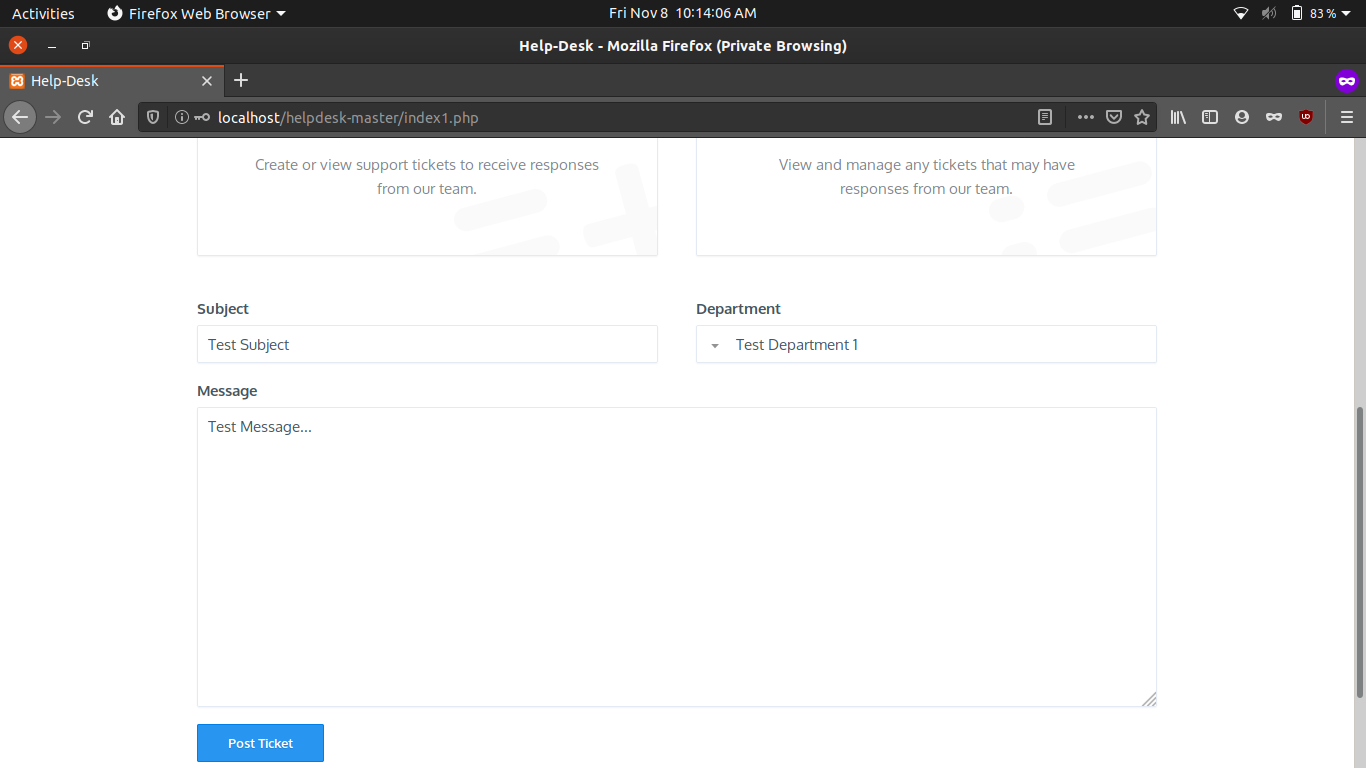 Activities
Firefox Web Browser
Fri Nov 8 10:14:06 AM
83 %
Help-Desk - Mozilla Firefox (Private Browsing)
Help-Desk
localhost/helpdesk-master/index1.php
Create or view support tickets to receive responses
from our team.
View and manage any tickets that may have
responses from our team.
Subject
Department
Test Subject
Test Department 1
Message
Test Message...
Post Ticket